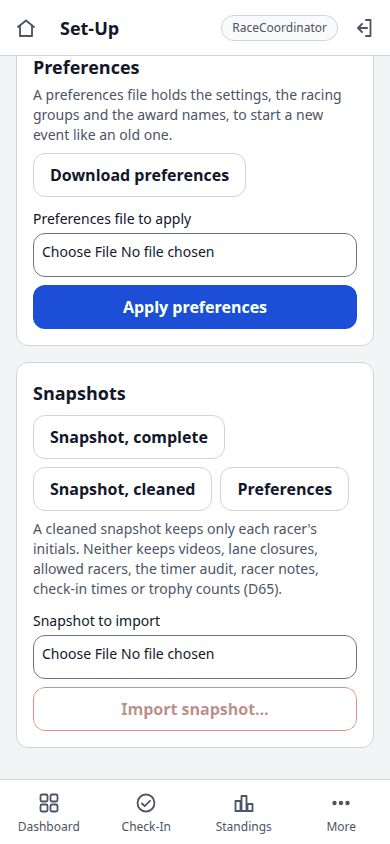 Set-Up
RaceCoordinator
Preferences
A preferences file holds the settings, the racing
groups and the award names, to start a new
event like an old one.
Download preferences
Preferences file to apply
Choose File No file chosen
Apply preferences
Snapshots
Snapshot, complete
Snapshot, cleaned
Preferences
A cleaned snapshot keeps only each racer's
initials. Neither keeps videos, lane closures,
allowed racers, the timer audit, racer notes,
check-in times or trophy counts (D65).
Snapshot to import
Choose File No file chosen
Import snapshot...
Dashboard
Check-In
Standings
More